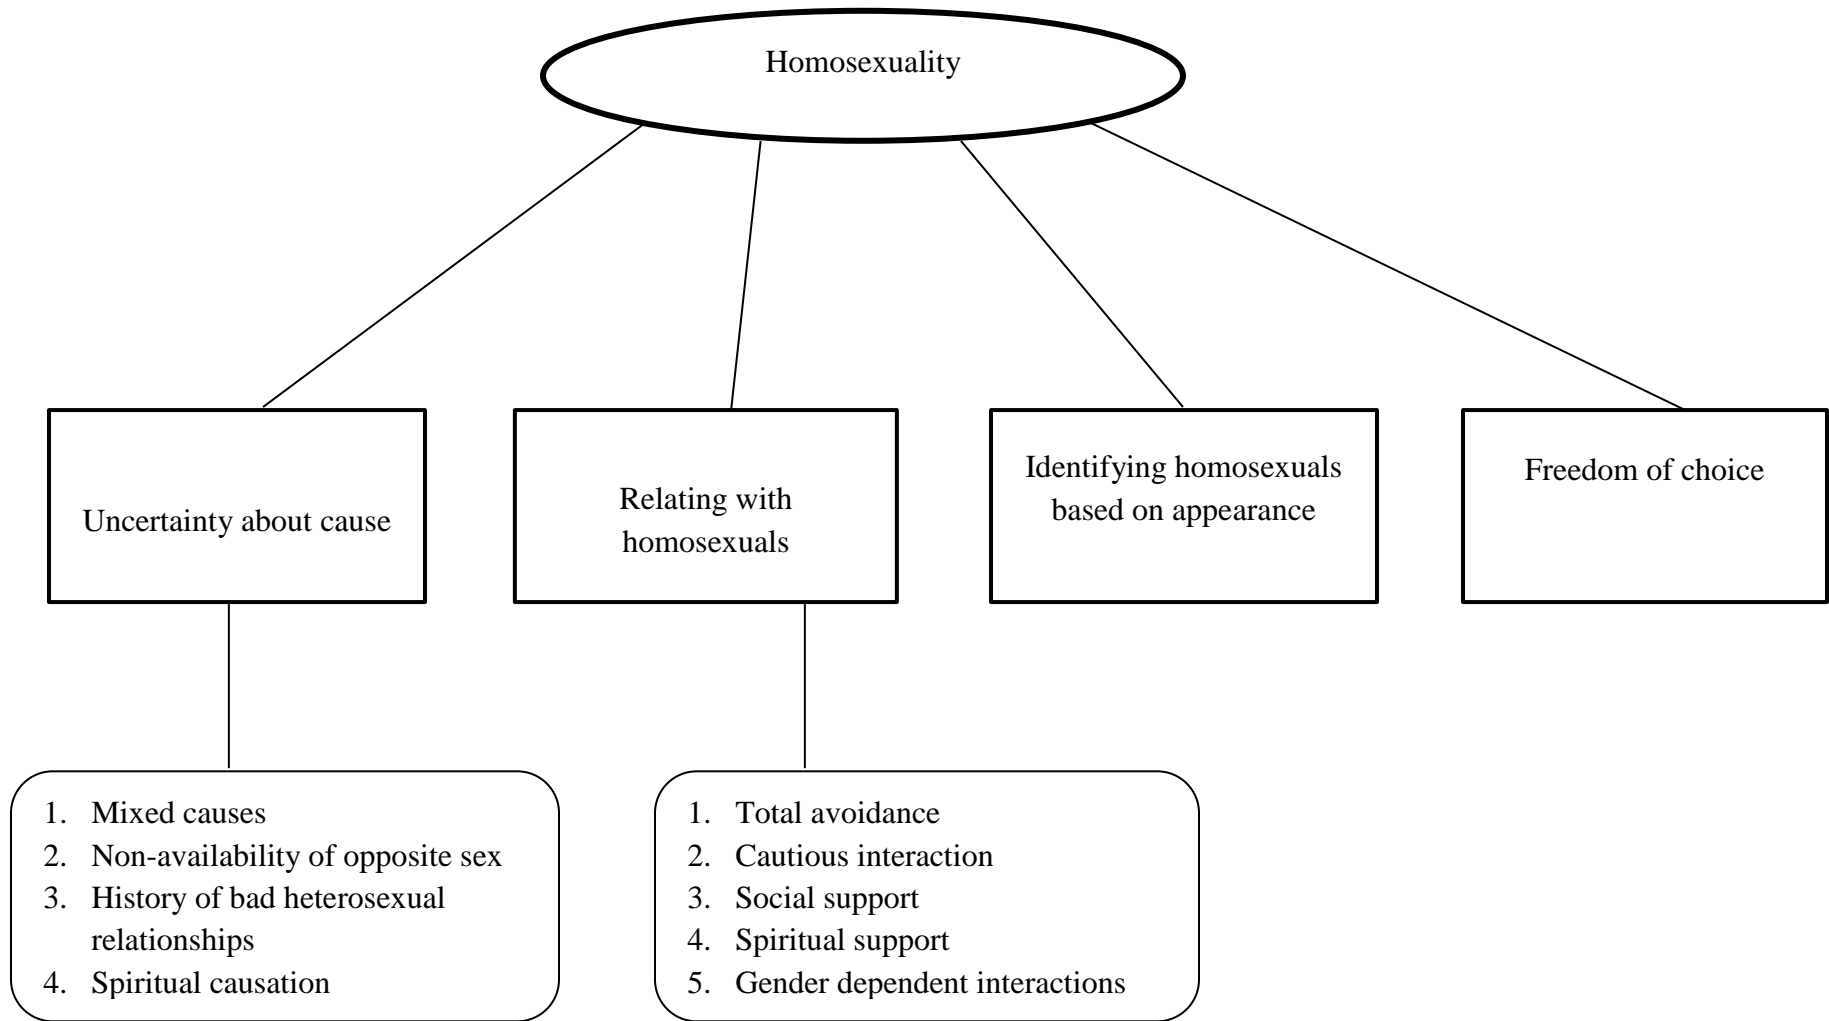 Homosexuality
Uncertainty about cause
Relating with
homosexuals
Identifying homosexuals
based on appearance
Freedom of choice
1. Mixed causes
2. Non-availability of opposite sex
3. History of bad heterosexual
relationships
4. Spiritual causation
1. Total avoidance
2. Cautious interaction
3. Social support
4. Spiritual support
5. Gender dependent interactions